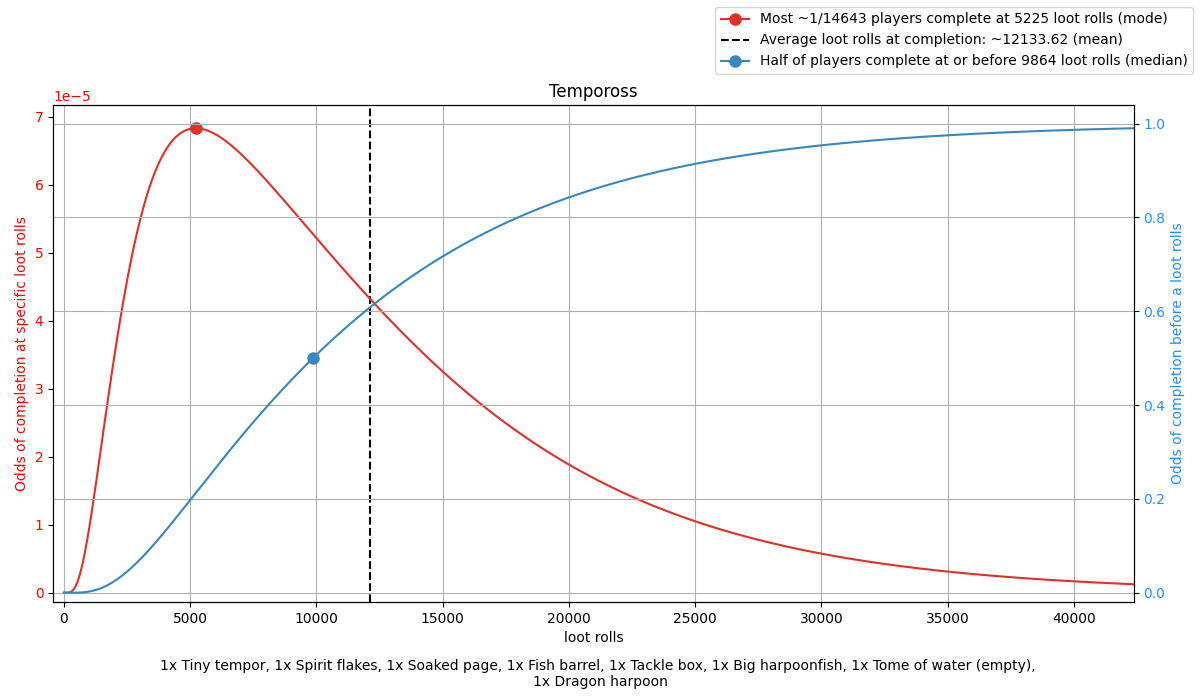 Most ~1/14643 players complete at 5225 loot rolls (mode)
Average loot rolls at completion: ~12133.62 (mean)
Half of players complete at or before 9864 loot rolls (median)
Tempoross
1e−5
7
6
5
4
3
2
1
0
Odds of completion at specific loot rolls
1.0
0.8
0.6
0.4
0.2
0.0
Odds of completion before a loot rolls
0 5000 10000 15000 20000 25000 30000 35000 40000
loot rolls
1x Tiny tempor, 1x Spirit flakes, 1x Soaked page, 1x Fish barrel, 1x Tackle box, 1x Big harpoonfish, 1x Tome of water (empty),
1x Dragon harpoon